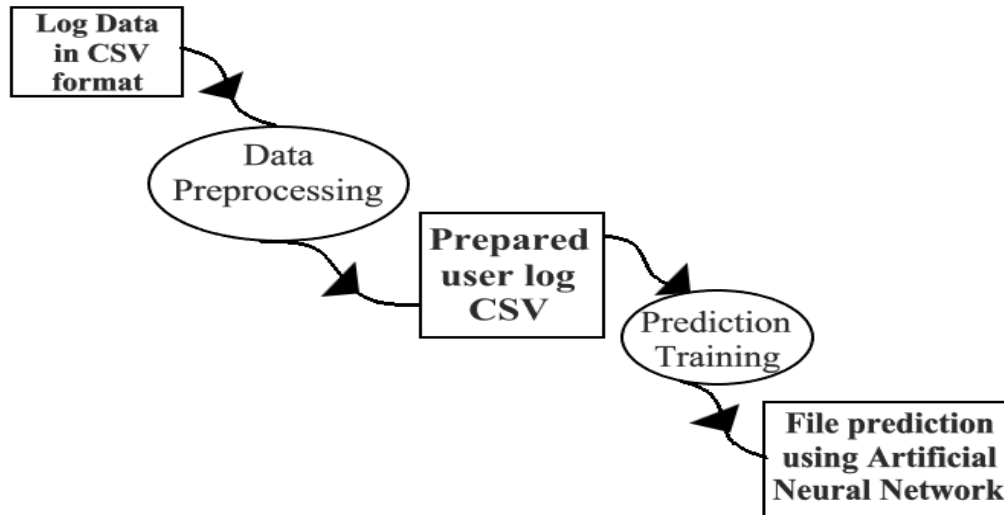 Log Data
in CSV
format
Data
Preprocessing
Prepared
user log
CSV
Prediction
Training
File prediction
using Artificial
Neural Network